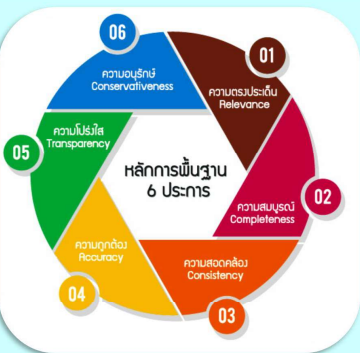 หลักการพื้นฐาน
6 ประการ
01
ความตรงประเด็น
Relevance
02
ความสมบูรณ์
Completeness
03
ความสอดคล้อง
Consistency
04
ความถูกต้อง
Accuracy
05
ความโปร่งใส
Transparency
06
ความอนุรักษ์
Conservativeness